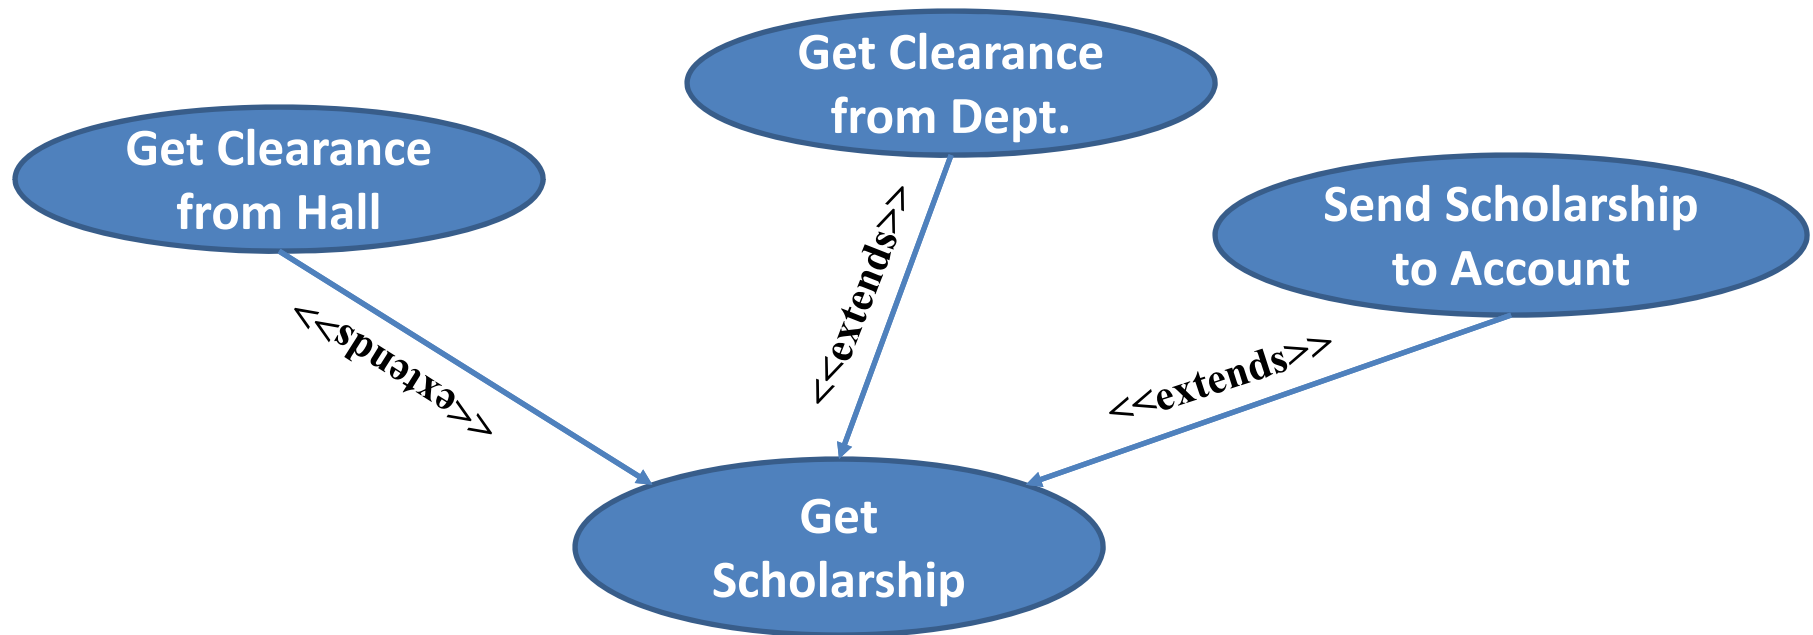 Get Clearance
from Dept.
Get Clearance
from Hall
Send Scholarship
to Account
<<extends>>
<<extends>>
<<extends>>
Get
Scholarship